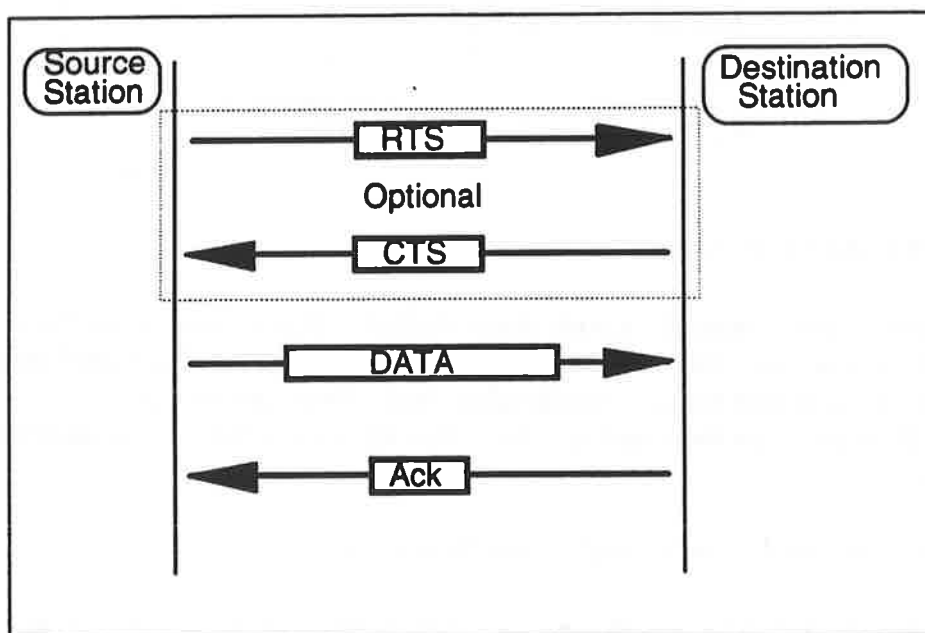 Source
Station
Destination
Station
RTS
Optional
CTS
DATA
Ack